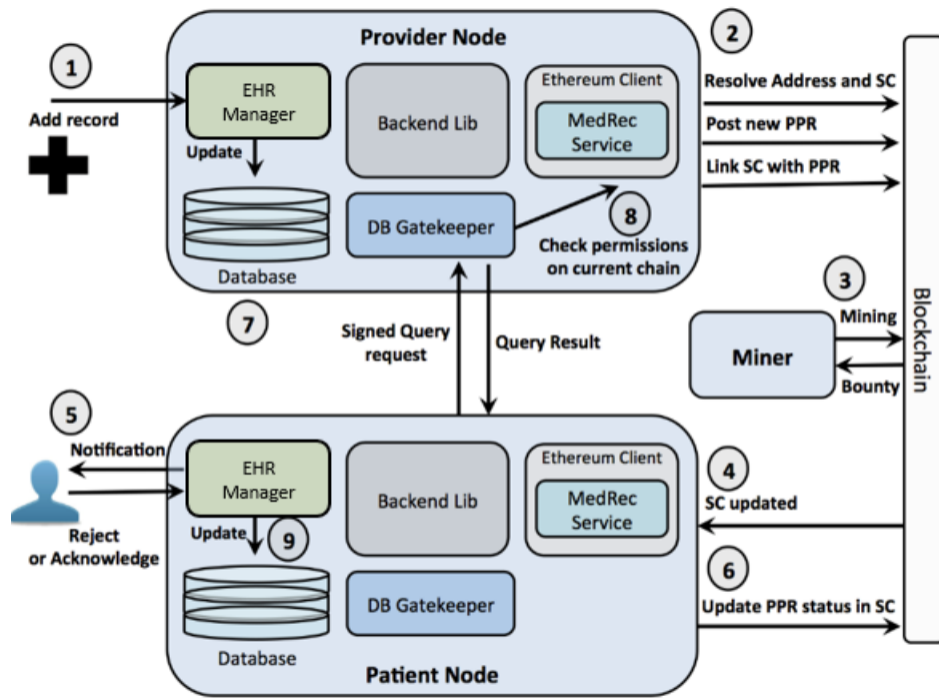 Provider Node
1
2
EHR
Manager
Backend Lib
Ethereum Client
MedRec
Service
Resolve Address and SC
Add record
Post new PPR
Update
Link SC with PPR
DB Gatekeeper
8
Check permissions
on current chain
Database
7
3
Signed Query
request
Query Result
Mining
Miner
Bounty
Blockchain
5
Notification
EHR
Manager
Backend Lib
Ethereum Client
MedRec
Service
4
SC updated
Reject
or Acknowledge
Update
9
6
DB Gatekeeper
Update PPR status in SC
Database
Patient Node